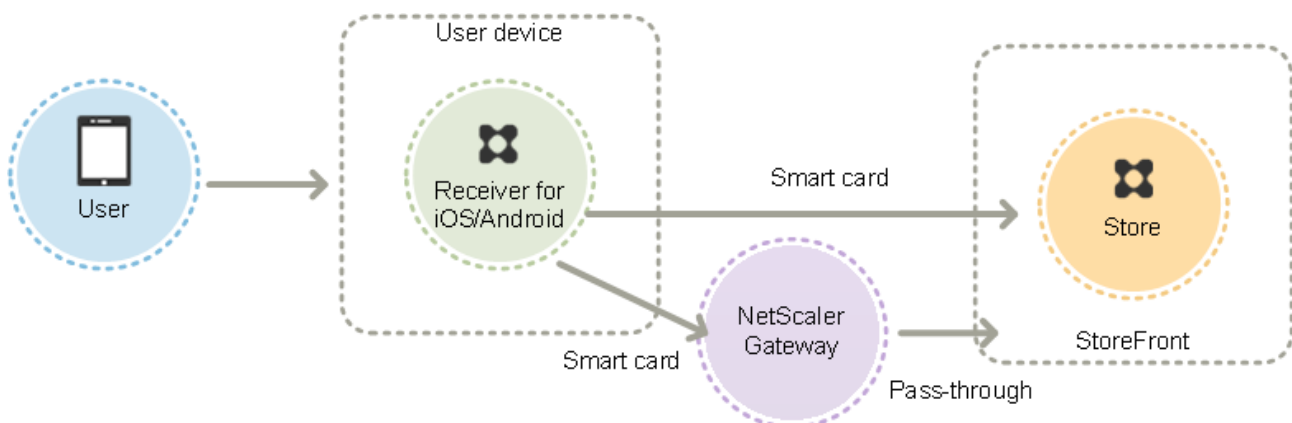 User device
User
Receiver for
iOS/Android
Smart card
Store
NetScaler
Gateway
Smart card
StoreFront
Pass-through